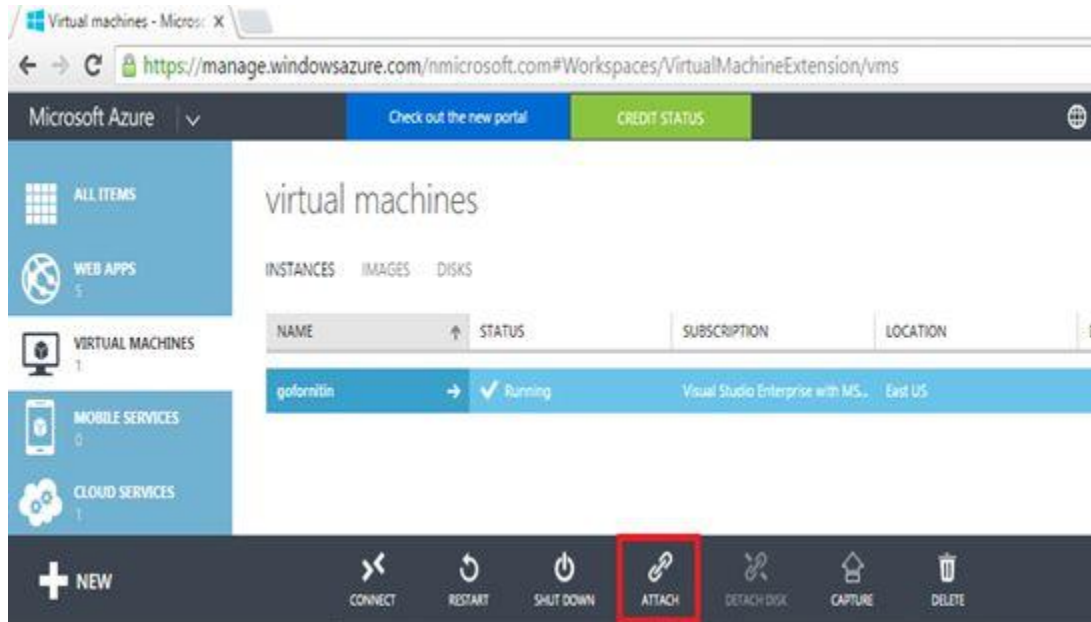 Virtual machines - Micros
https://manage.windowsazure.com/nmicrosoft.com#Workspaces/VirtualMachineExtension/vms
Microsoft Azure
Check out the new portal
CREDIT STATUS
ALL ITEMS
WEB APPS
5
VIRTUAL MACHINES
1
MOBILE SERVICES
0
CLOUD SERVICES
1
virtual machines
INSTANCES IMAGES DISKS
NAME STATUS SUBSCRIPTION LOCATION
gofornitin Running Visual Studio Enterprise with MS... East US
NEW
CONNECT RESTART SHUT DOWN ATTACH DETACH DISK CAPTURE DELETE